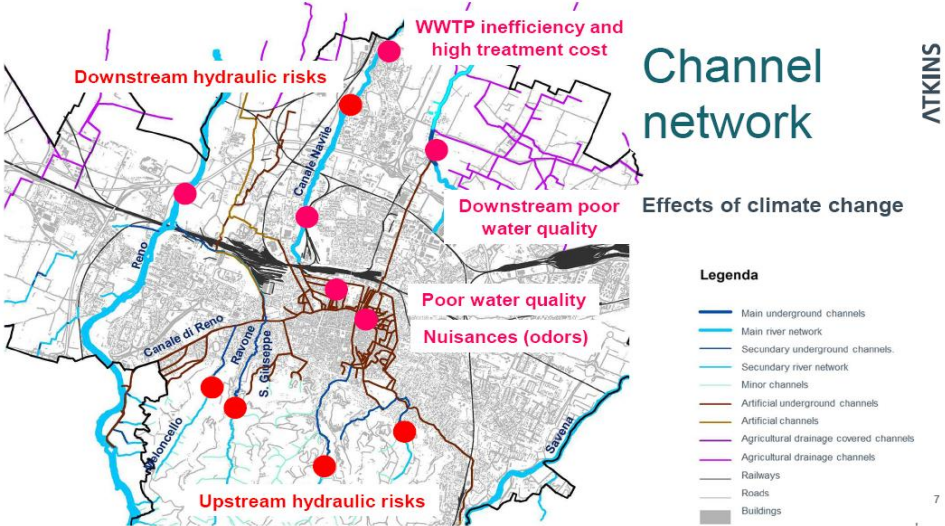 WWTP inefficiency and
high treatment cost
Downstream hydraulic risks
Channel
network
ATKINS
Canale Navile
Downstream poor
water quality
Effects of climate change
Reno
Poor water quality
Nuisances (odors)
Canale di Reno
Ravone
S. Giuseppe
Meloncello
Savena
Upstream hydraulic risks
Legenda
Main underground channels
Main river network
Secondary underground channels.
Secondary river network
Minor channels
Artificial underground channels
Artificial channels
Agricultural drainage covered channels
Agricultural drainage channels
Railways
Roads
Buildings
7